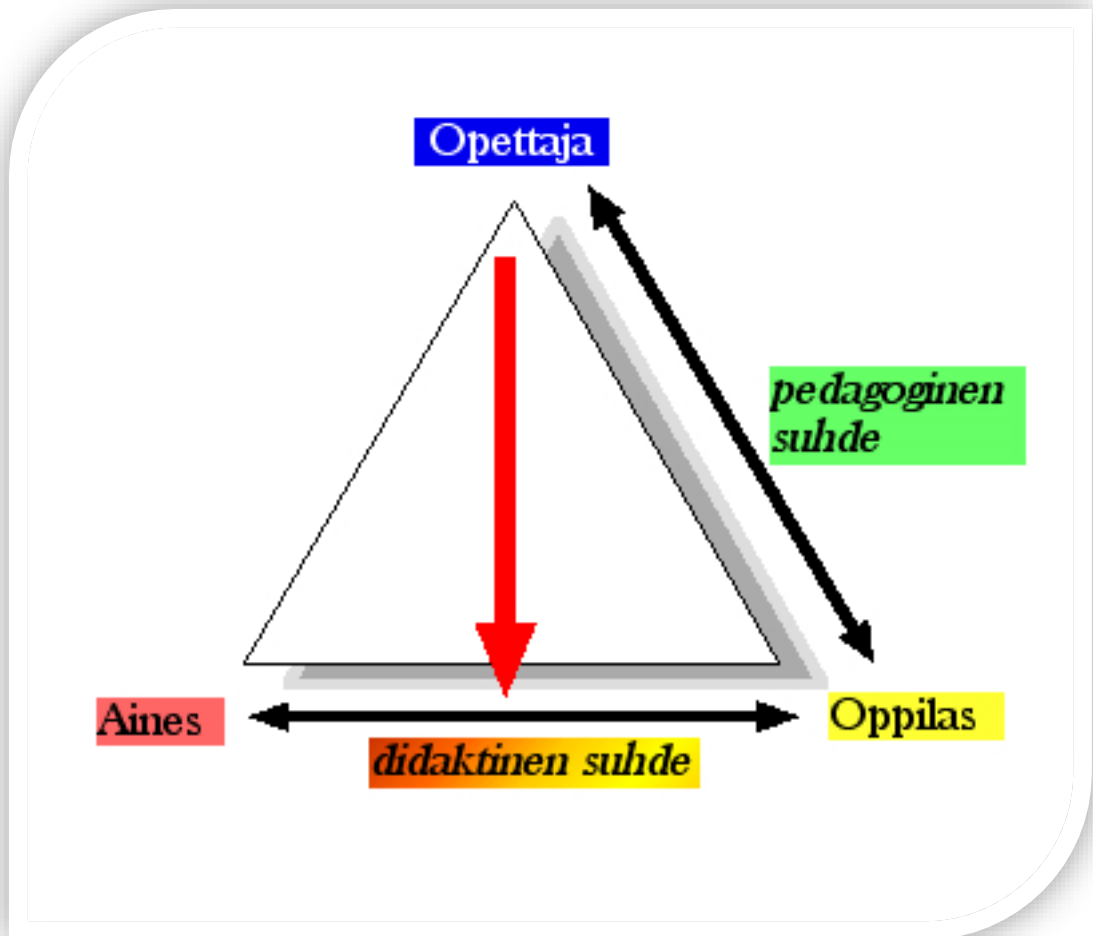 Opettaja
pedagoginen
suhde
Aines
Oppilas
didaktinen suhde